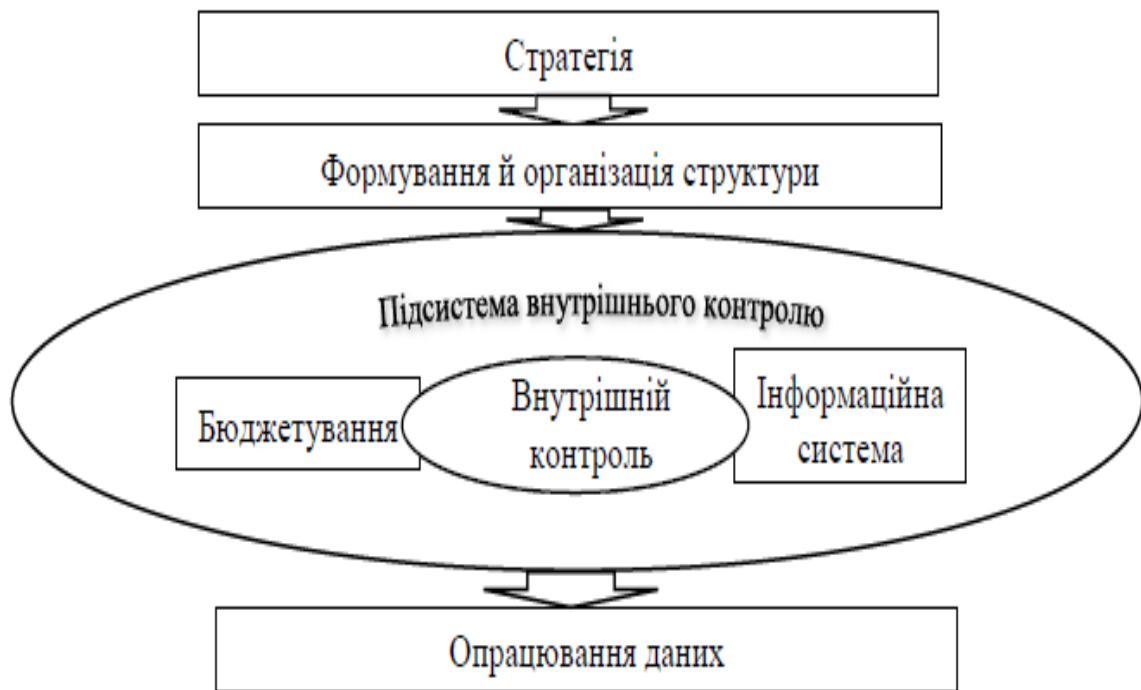 Стратегія
Формування й організація структури
Підсистема внутрішнього контролю
Бюджетування
Внутрішній
контроль
Інформаційна
система
Опрацювання даних